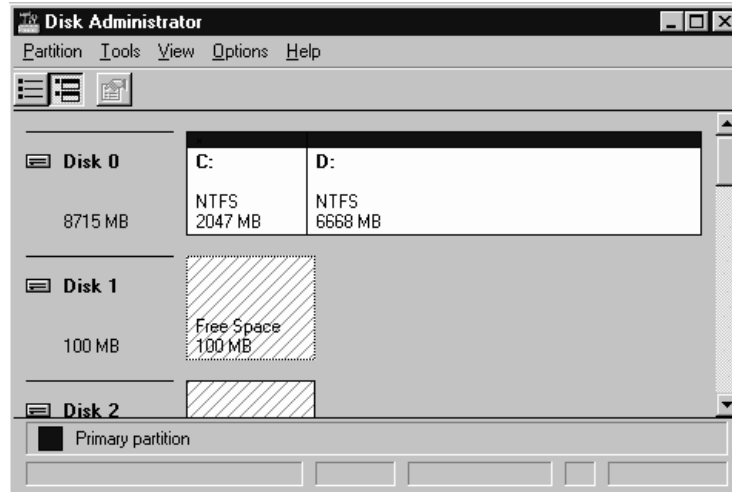 Disk Administrator
Partition Tools View Options Help
Disk 0
8715 MB
C:
NTFS
2047 MB
D:
NTFS
6668 MB
Disk 1
100 MB
Free Space
100 MB
Disk 2
Primary partition